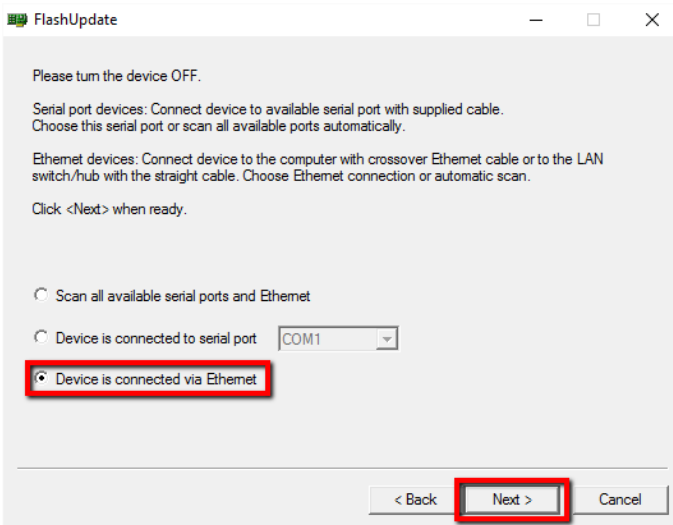 FlashUpdate
Please turn the device OFF.
Serial port devices: Connect device to available serial port with supplied cable.
Choose this serial port or scan all available ports automatically.
Ethernet devices: Connect device to the computer with crossover Ethernet cable or to the LAN
switch/hub with the straight cable. Choose Ethernet connection or automatic scan.
Click <Next> when ready.
Scan all available serial ports and Ethernet
Device is connected to serial port COM1
Device is connected via Ethernet
< Back Next > Cancel